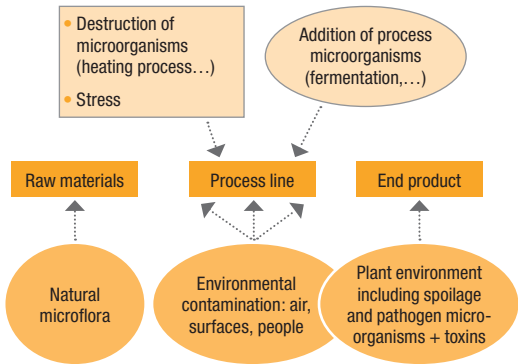 • Destruction of
microorganisms
(heating process…)
• Stress
Addition of process
microorganisms
(fermentation,…)
Raw materials
Process line
End product
Natural
microflora
Environmental
contamination: air,
surfaces, people
Plant environment
including spoilage
and pathogen micro-
organisms + toxins